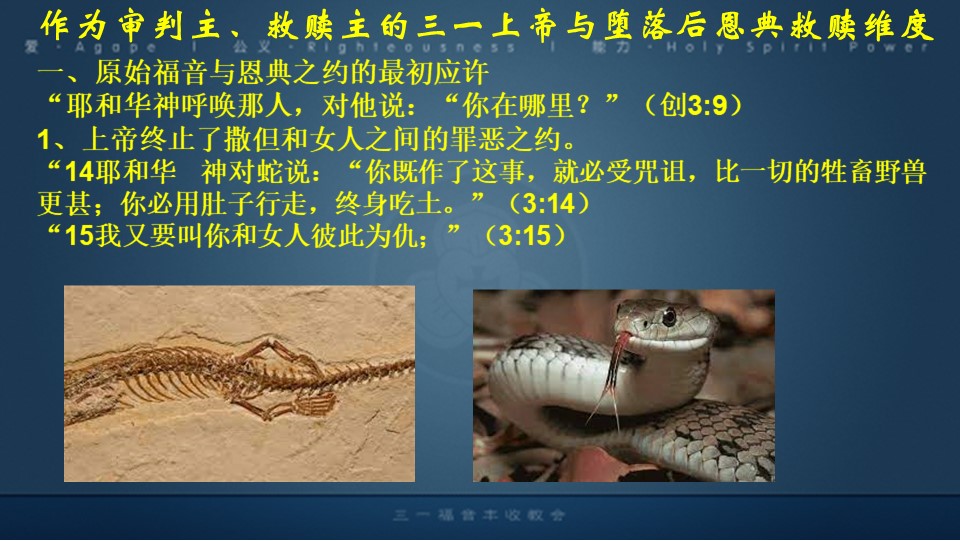 作为审判主、救赎主的三一上帝与堕落后恩典救赎维度
爱 - Agape | 公义 - Righteousness | 能力 - Holy Spirit Power
一、原始福音与恩典之约的最初应许
“耶和华神呼唤那人，对他说：“你在哪里？”（创3:9）
1、上帝终止了撒但和女人之间的罪恶之约。
“14耶和华 神对蛇说：“你既作了这事，就必受咒诅，比一切的牲畜野兽
更甚；你必用肚子行走，终身吃土。”（3:14）
“15我又要叫你和女人彼此为仇；”（3:15）
三一福音丰收教会